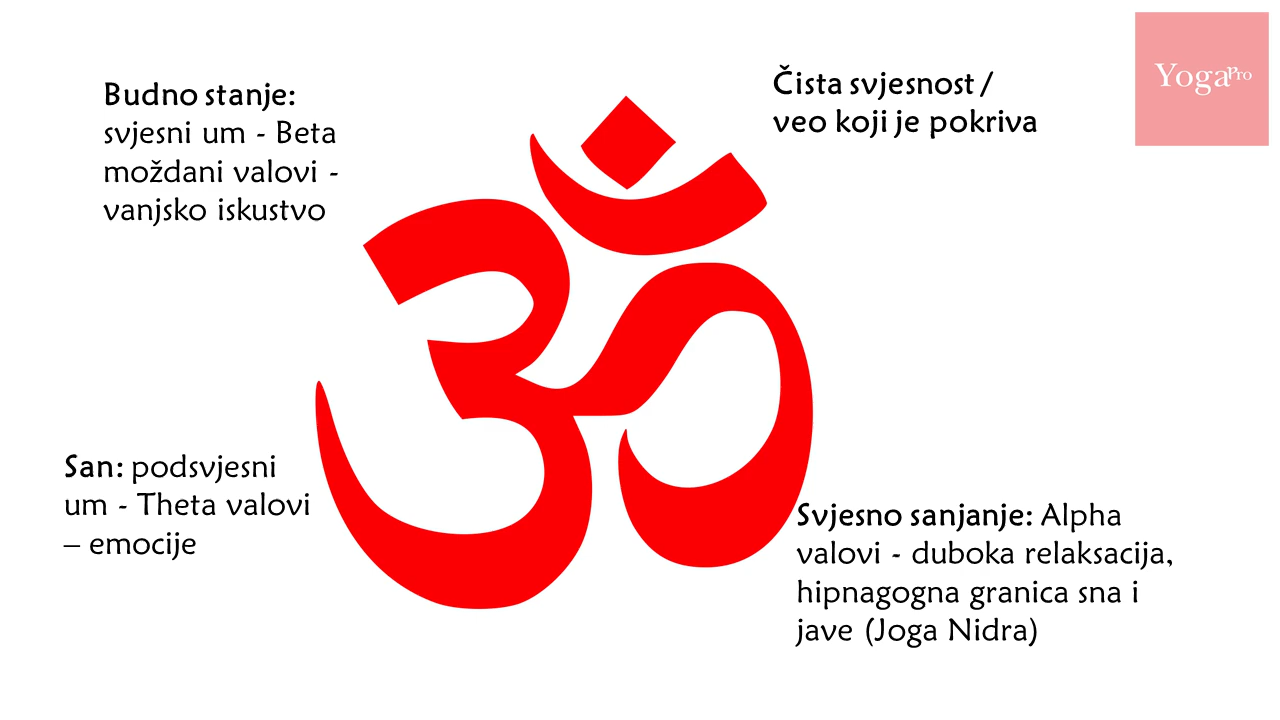 Budno stanje:
svjesni um - Beta
moždani valovi -
vanjsko iskustvo
Čista svjesnost /
veo koji je pokriva
YogaPro
San: podsvjesni
um - Theta valovi
– emocije
Svjesno sanjanje: Alpha
valovi - duboka relaksacija,
hipnagogna granica sna i
jave (Joga Nidra)